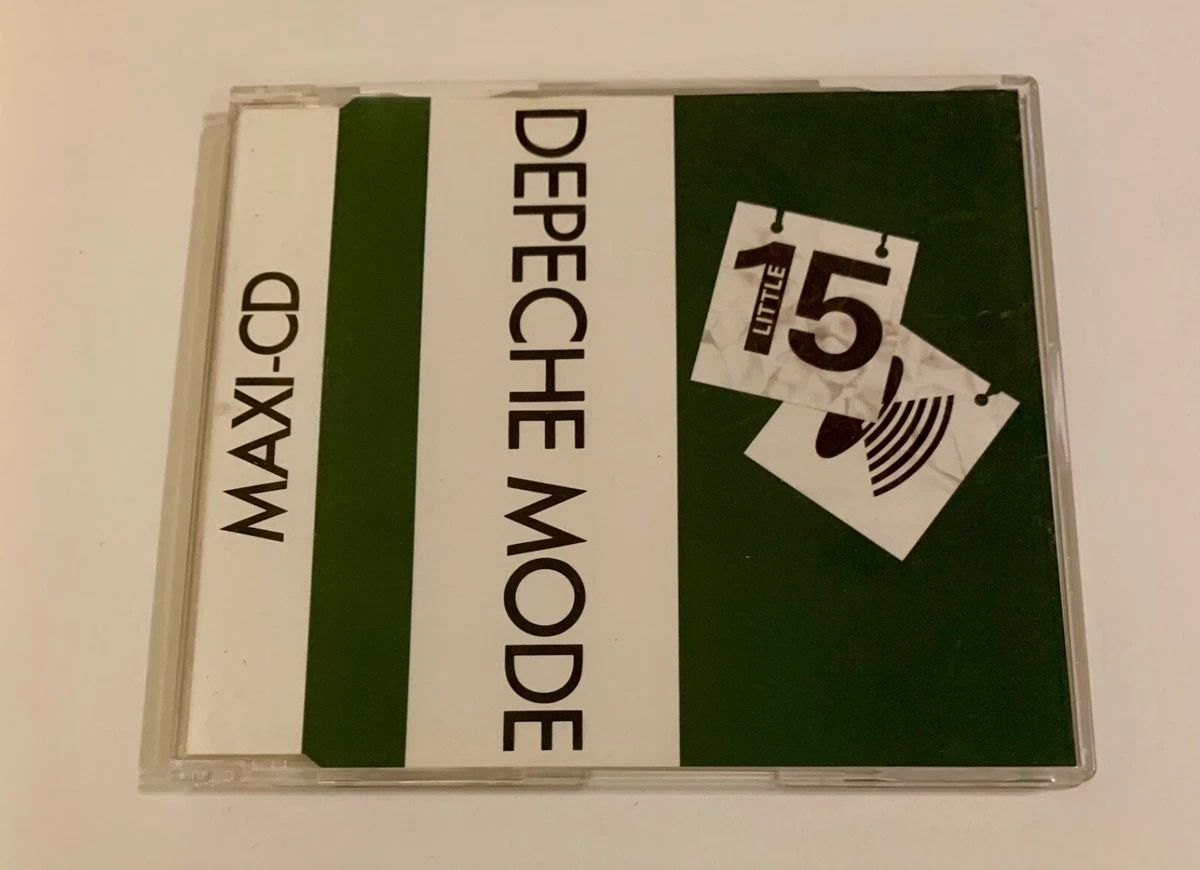 MAXI-CD
DEPECHE MODE
LITTLE
15